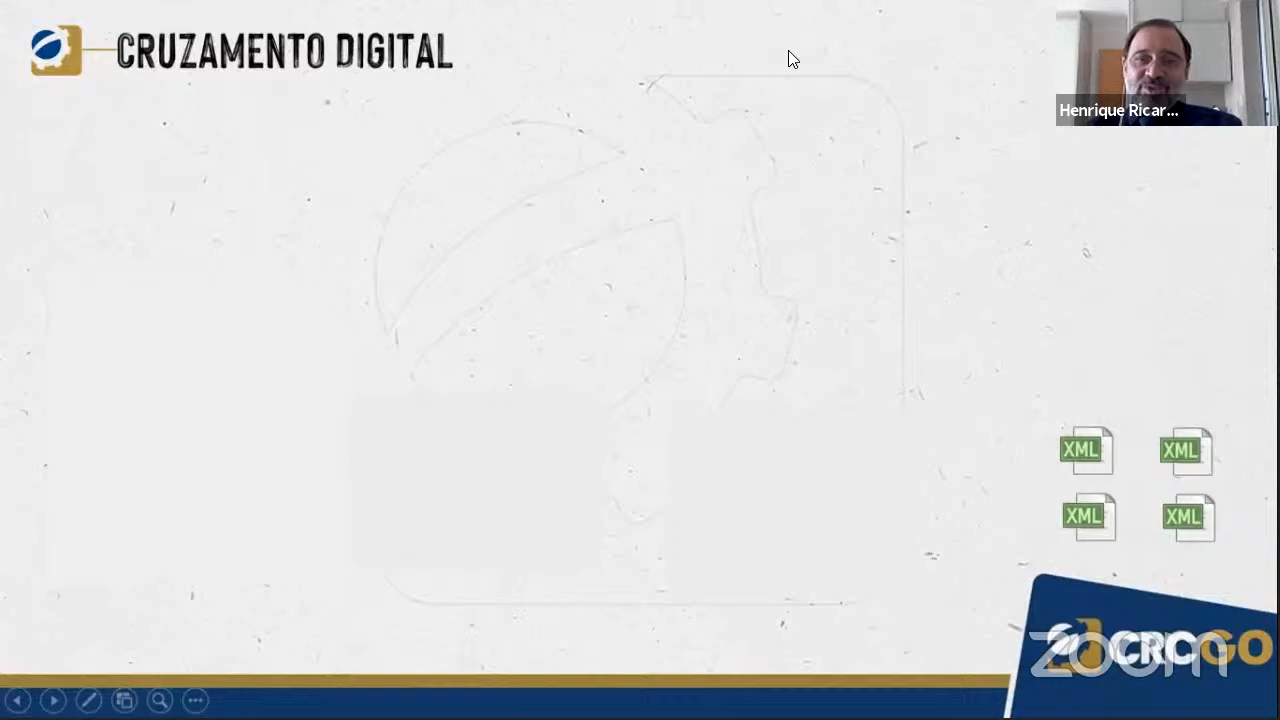 CRUZAMENTO DIGITAL
Henrique Ricar...
XML
XML
XML
XML
CRCGO
zoom